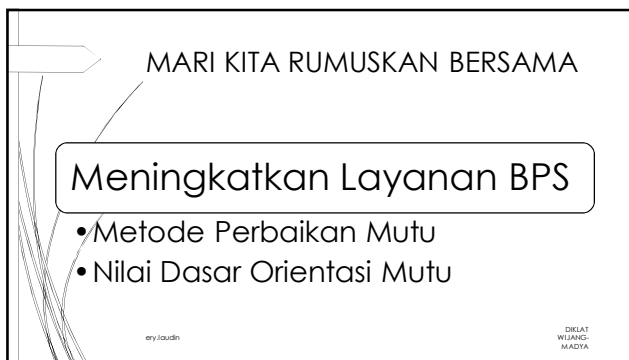 MARI KITA RUMUSKAN BERSAMA
Meningkatkan Layanan BPS
•Metode Perbaikan Mutu
•Nilai Dasar Orientasi Mutu
ery.laudin
DIKLAT
WIJANG-
MADYA